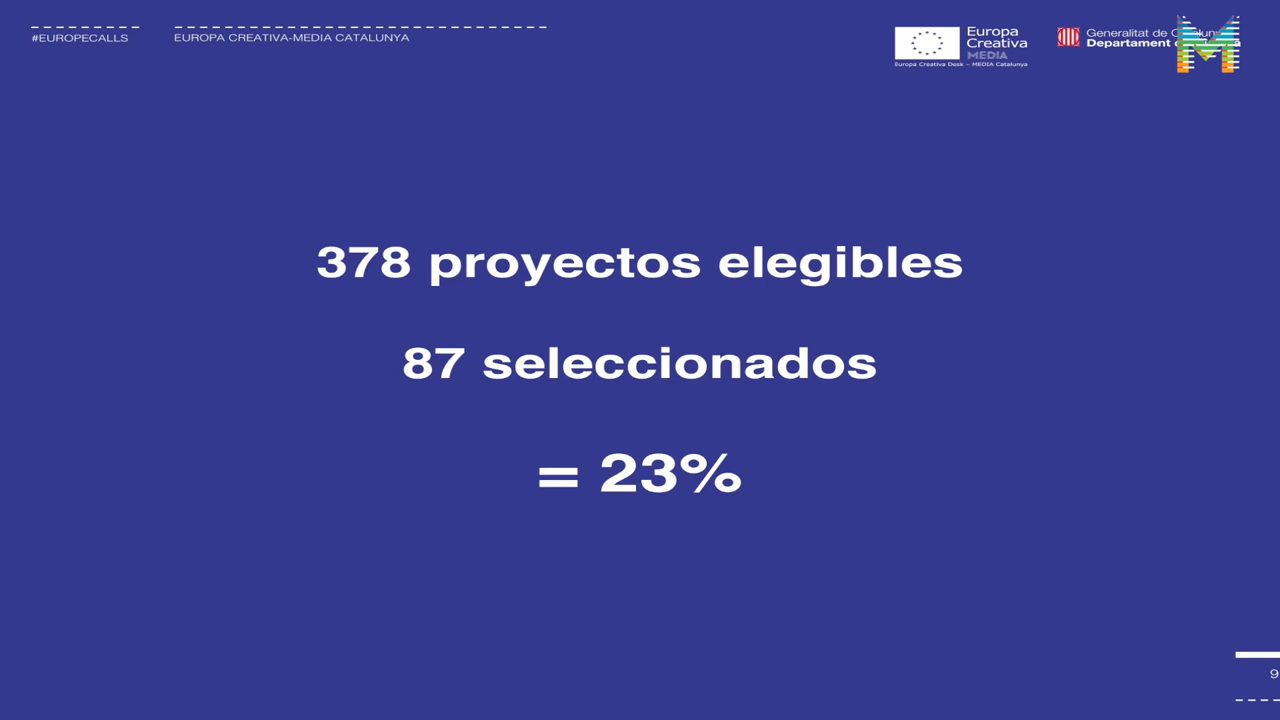 #EUROPECALLS
EUROPA CREATIVA-MEDIA CATALUNYA
Europa
Creativa
MEDIA
Europa Creativa Desk – MEDIA Catalunya
Generalitat de
Departament
M
378 proyectos elegibles
87 seleccionados
= 23%
9